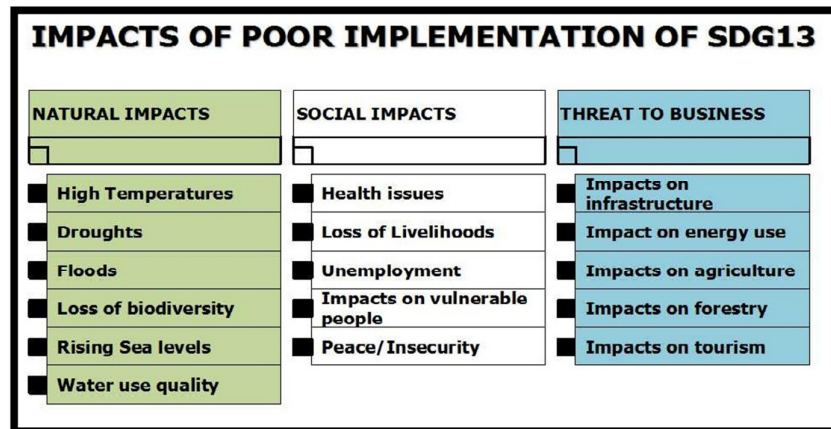 IMPACTS OF POOR IMPLEMENTATION OF SDG13
NATURAL IMPACTS
High Temperatures
Droughts
Floods
Loss of biodiversity
Rising Sea levels
Water use quality
SOCIAL IMPACTS
Health issues
Loss of Livelihoods
Unemployment
Impacts on vulnerable
people
Peace/Insecurity
THREAT TO BUSINESS
Impacts on
infrastructure
Impact on energy use
Impacts on agriculture
Impacts on forestry
Impacts on tourism